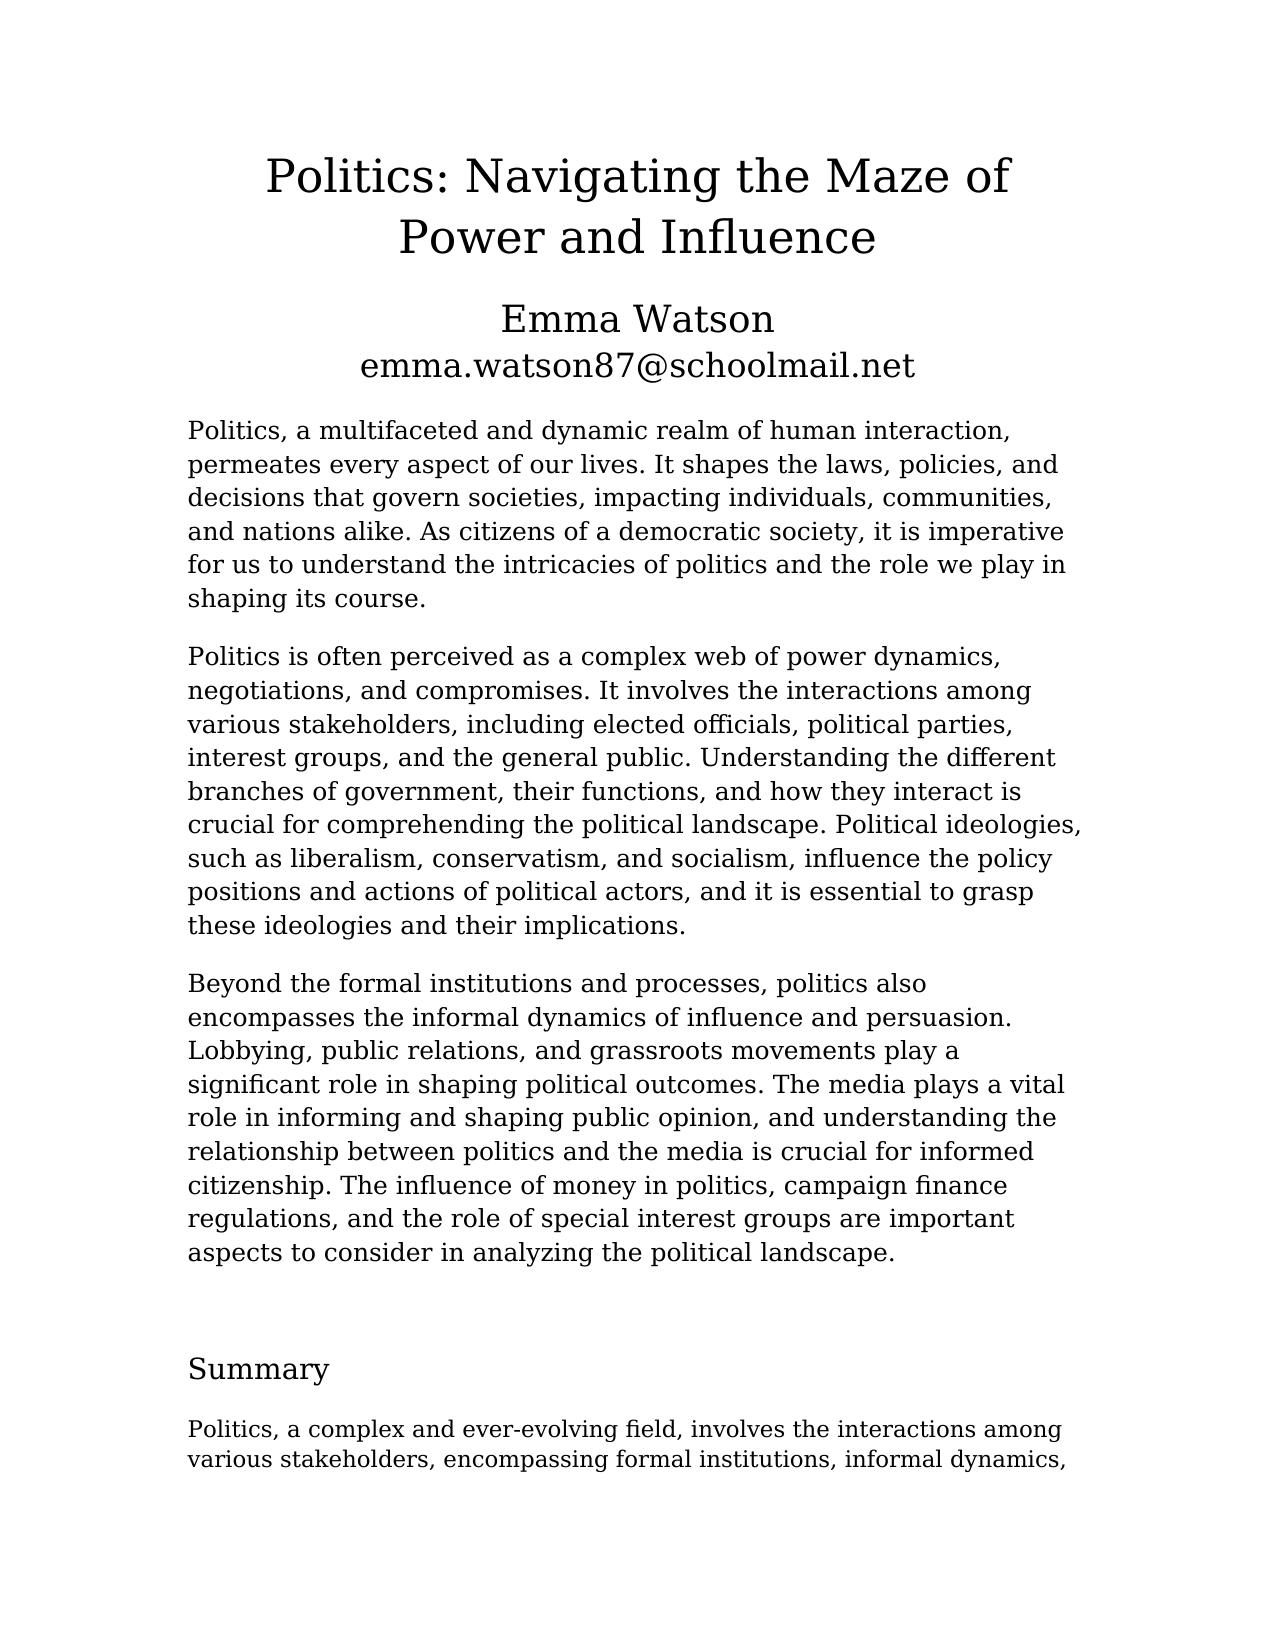 Politics: Navigating the Maze of
Power and Influence
Emma Watson
emma.watson87@schoolmail.net
Politics, a multifaceted and dynamic realm of human interaction,
permeates every aspect of our lives. It shapes the laws, policies, and
decisions that govern societies, impacting individuals, communities,
and nations alike. As citizens of a democratic society, it is imperative
for us to understand the intricacies of politics and the role we play in
shaping its course.
Politics is often perceived as a complex web of power dynamics,
negotiations, and compromises. It involves the interactions among
various stakeholders, including elected officials, political parties,
interest groups, and the general public. Understanding the different
branches of government, their functions, and how they interact is
crucial for comprehending the political landscape. Political ideologies,
such as liberalism, conservatism, and socialism, influence the policy
positions and actions of political actors, and it is essential to grasp
these ideologies and their implications.
Beyond the formal institutions and processes, politics also
encompasses the informal dynamics of influence and persuasion.
Lobbying, public relations, and grassroots movements play a
significant role in shaping political outcomes. The media plays a vital
role in informing and shaping public opinion, and understanding the
relationship between politics and the media is crucial for informed
citizenship. The influence of money in politics, campaign finance
regulations, and the role of special interest groups are important
aspects to consider in analyzing the political landscape.
Summary
Politics, a complex and ever-evolving field, involves the interactions among
various stakeholders, encompassing formal institutions, informal dynamics,